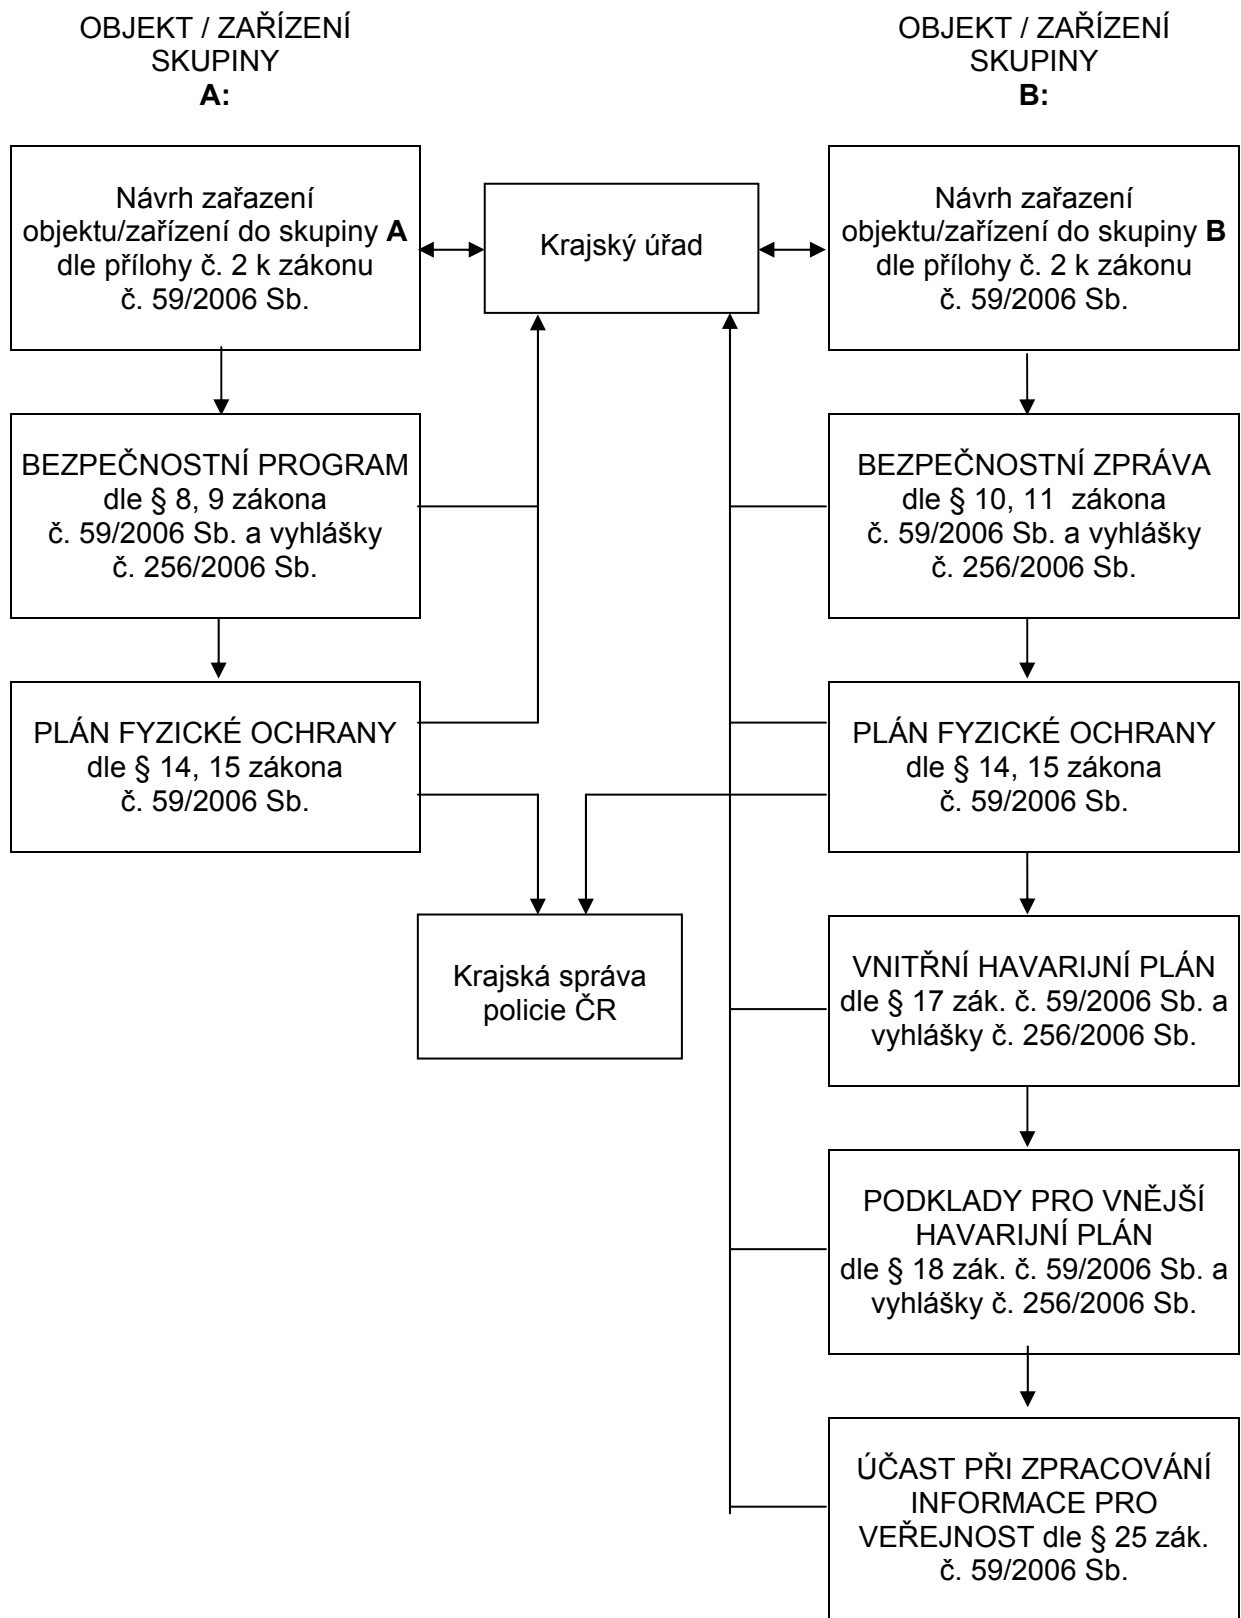 OBJEKT / ZAŘÍZENÍ
SKUPINY
A:
Návrh zařazení
objektu/zařízení do skupiny A
dle přílohy č. 2 k zákonu
č. 59/2006 Sb.
BEZPEČNOSTNÍ PROGRAM
dle § 8, 9 zákona
č. 59/2006 Sb. a vyhlášky
č. 256/2006 Sb.
PLÁN FYZICKÉ OCHRANY
dle § 14, 15 zákona
č. 59/2006 Sb.
Krajský úřad
Krajská správa
policie ČR
OBJEKT / ZAŘÍZENÍ
SKUPINY
B:
Návrh zařazení
objektu/zařízení do skupiny B
dle přílohy č. 2 k zákonu
č. 59/2006 Sb.
BEZPEČNOSTNÍ ZPRÁVA
dle § 10, 11 zákona
č. 59/2006 Sb. a vyhlášky
č. 256/2006 Sb.
PLÁN FYZICKÉ OCHRANY
dle § 14, 15 zákona
č. 59/2006 Sb.
VNITŘNÍ HAVARIJNÍ PLÁN
dle § 17 zák. č. 59/2006 Sb. a
vyhlášky č. 256/2006 Sb.
PODKLADY PRO VNĚJŠÍ
HAVARIJNÍ PLÁN
dle § 18 zák. č. 59/2006 Sb. a
vyhlášky č. 256/2006 Sb.
ÚČAST PŘI ZPRACOVÁNÍ
INFORMACE PRO
VEŘEJNOST dle § 25 zák.
č. 59/2006 Sb.